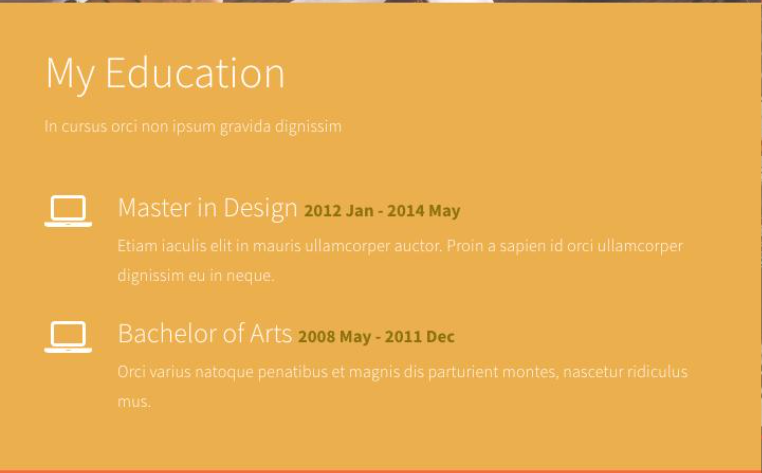 My Education
In cursus orci non ipsum gravida dignissim
Master in Design 2012 Jan - 2014 May
Etiam iaculis elit in mauris ullamcorper auctor. Proin a sapien id orci ullamcorper
dignissim eu in neque.
Bachelor of Arts 2008 May - 2011 Dec
Orci varius natoque penatibus et magnis dis parturient montes, nascetur ridiculus
mus.